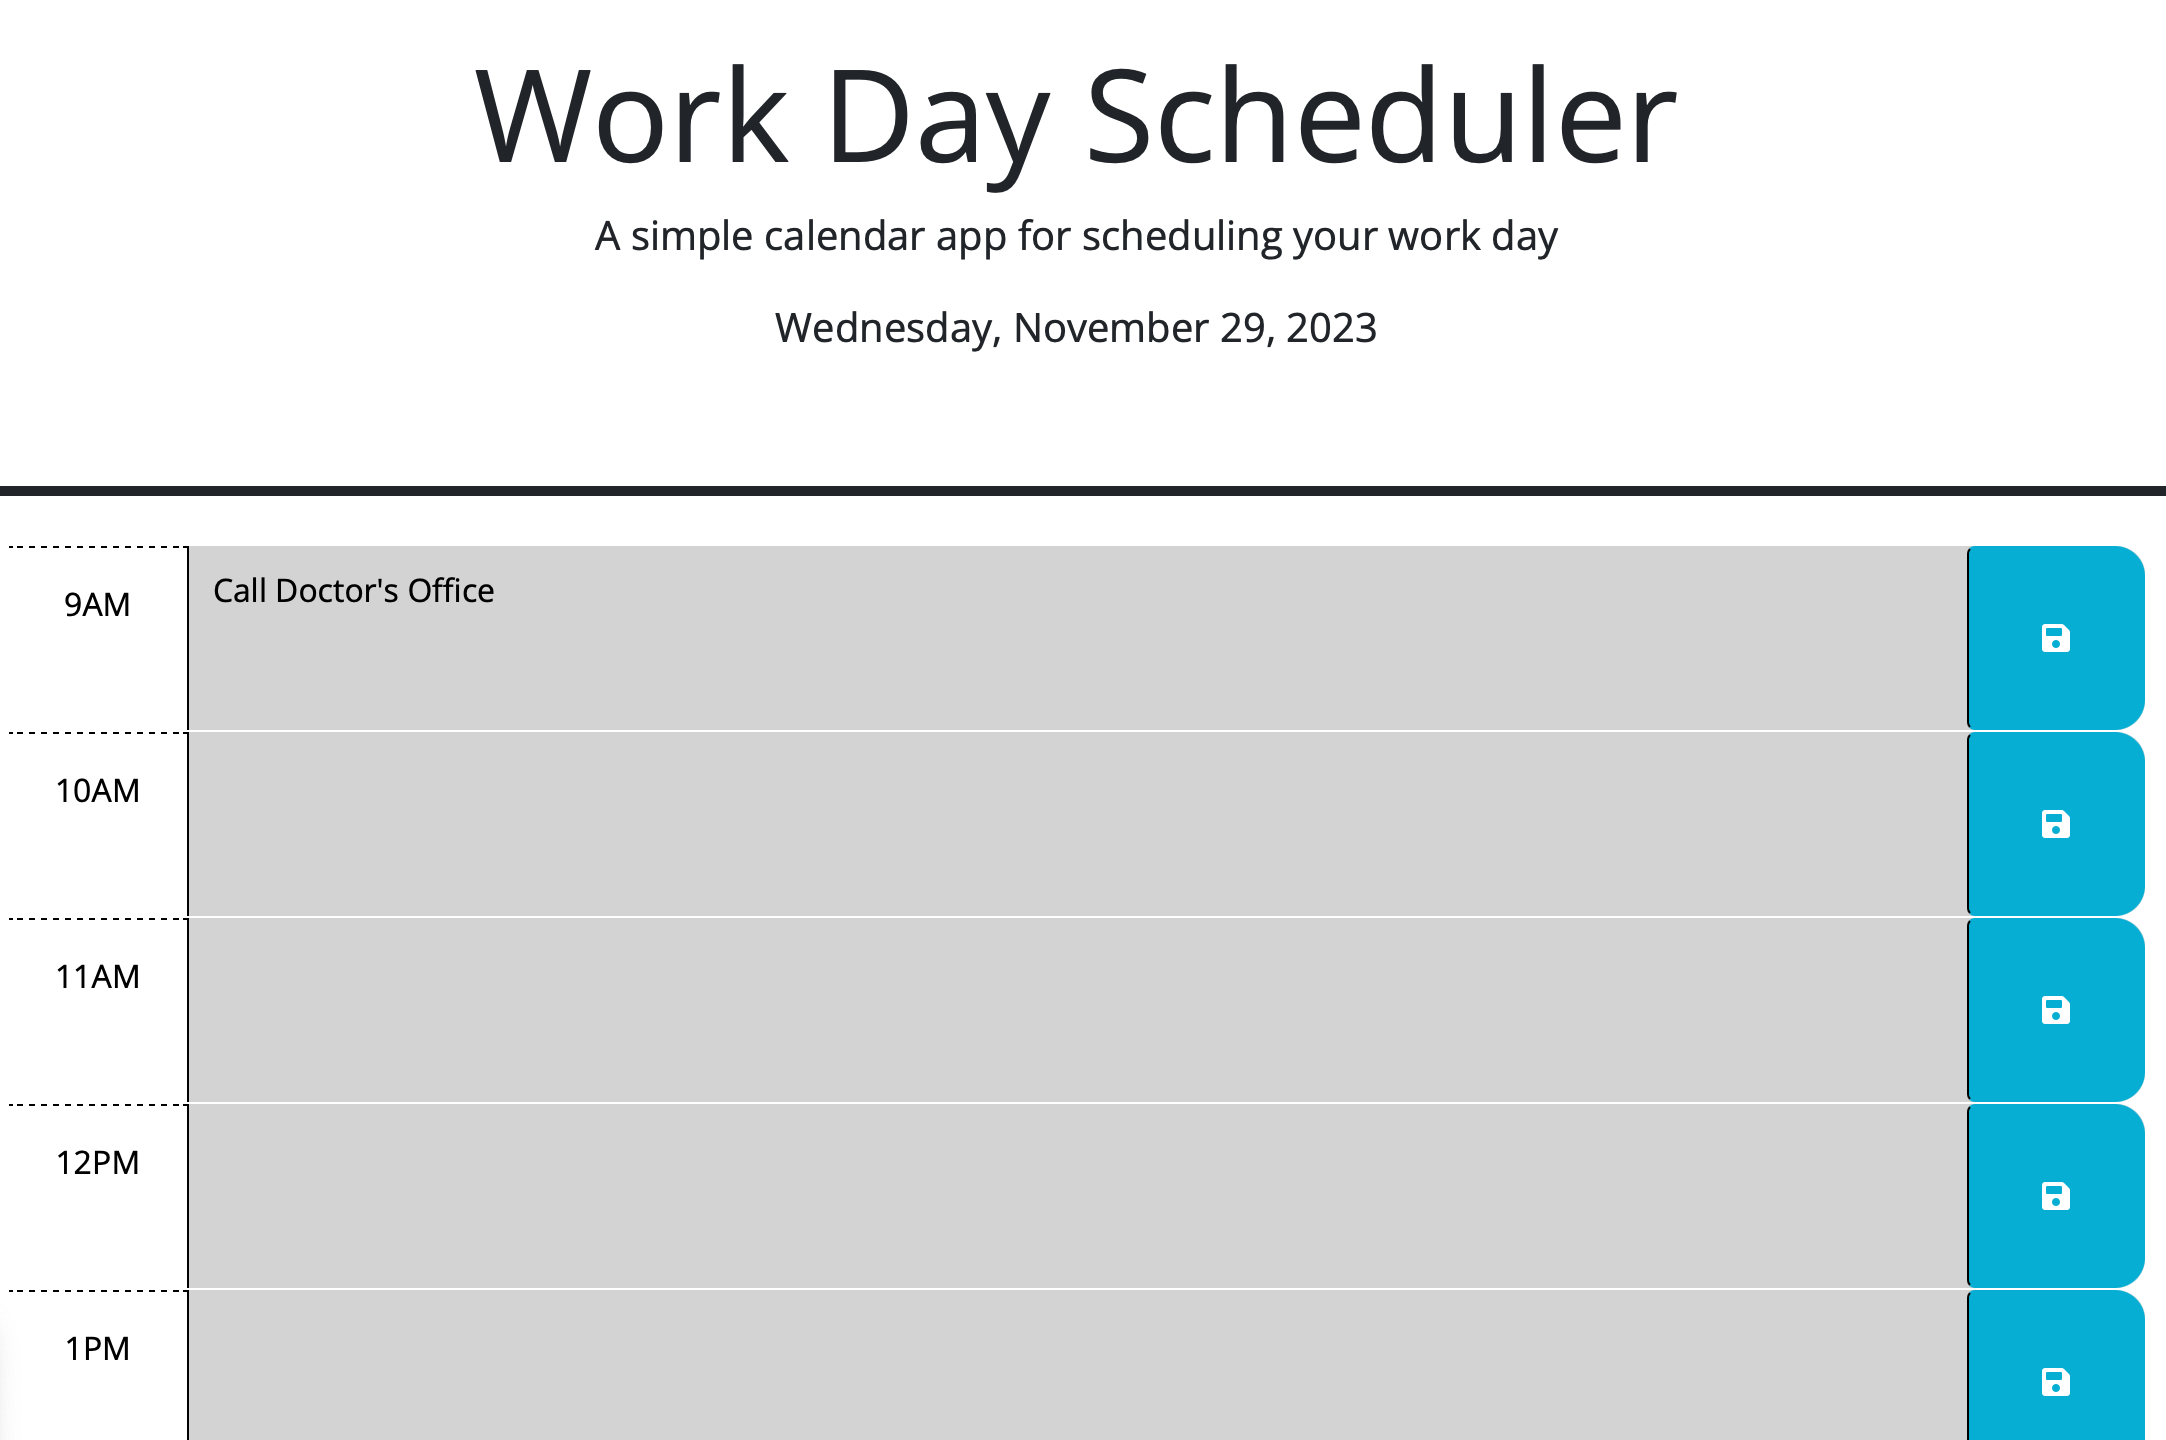 Work Day Scheduler
A simple calendar app for scheduling your work day
Wednesday, November 29, 2023
9AM
Call Doctor's Office
10AM
11AM
12PM
1PM